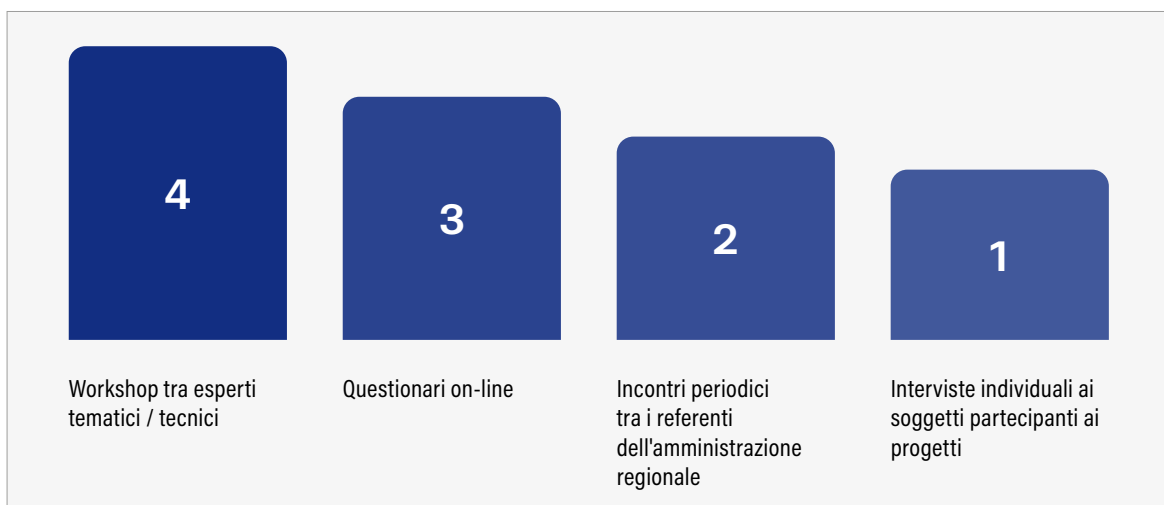 4
3
2
1
Workshop tra esperti
tematici / tecnici
Questionari on-line
Incontri periodici
tra i referenti
dell'amministrazione
regionale
Interviste individuali ai
soggetti partecipanti ai
progetti